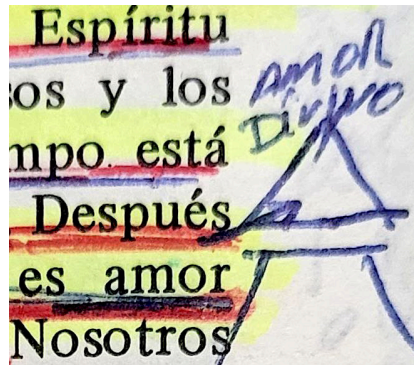 Espíritu
os y los
mpo está
Después
es amor
Nosotros
AMOR
Divino